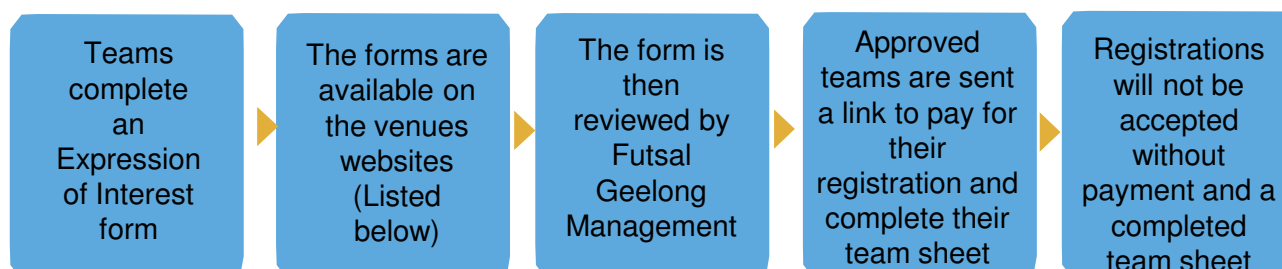 Teams
complete
an
Expression
of Interest
form
The forms are
available on
the venues
websites
(Listed
below)
The form is
then
reviewed by
Futsal
Geelong
Management
Approved
teams are sent
a link to pay for
their
registration and
complete their
team sheet
Registrations
will not be
accepted
without
payment and a
completed
team sheet